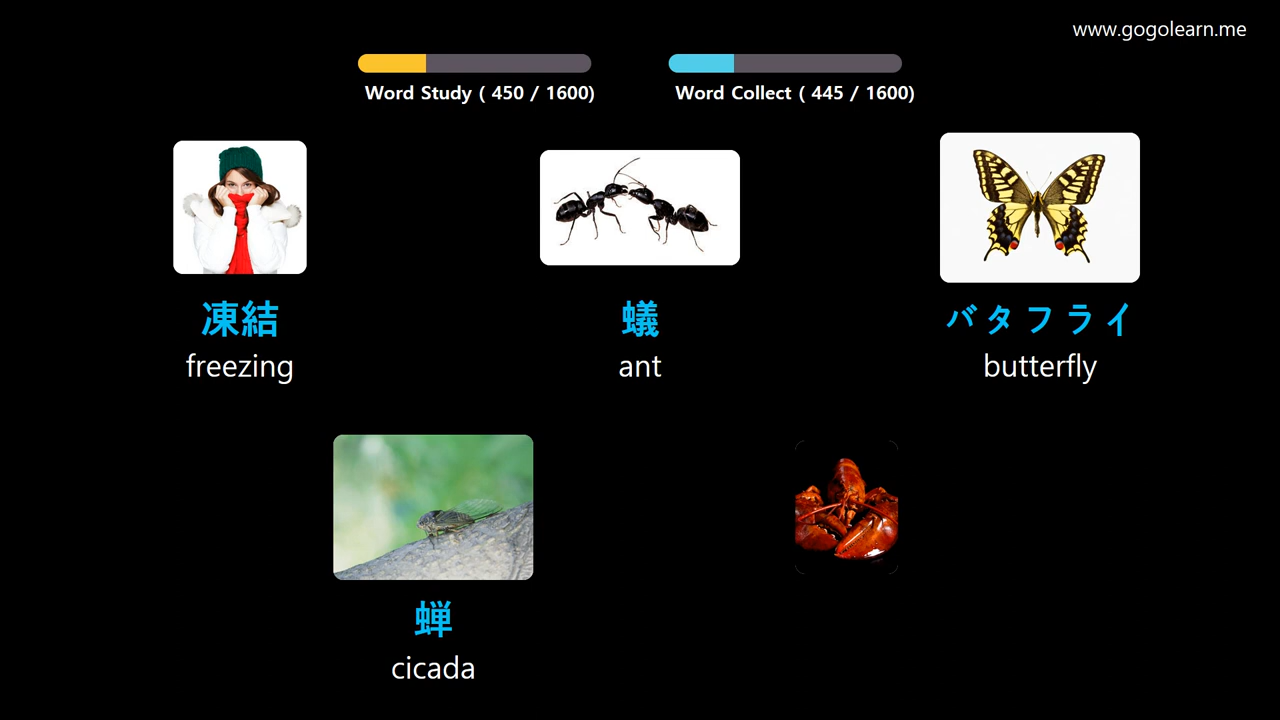 www.gogolearn.me
Word Study ( 450 / 1600)
Word Collect ( 445 / 1600)
凍結
freezing
蟻
ant
バタフライ
butterfly
蝉
cicada